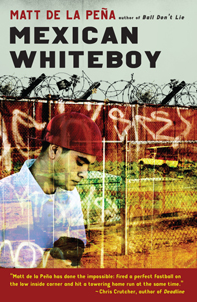 MATT DE LA PEÑA author of Ball Don't Lie
MEXICAN
WHITEBOY
"Matt de la Peña has done the impossible: fired a perfect football on
the low inside corner and hit a towering home run at the same time."
– Chris Crutcher, author of Deadline